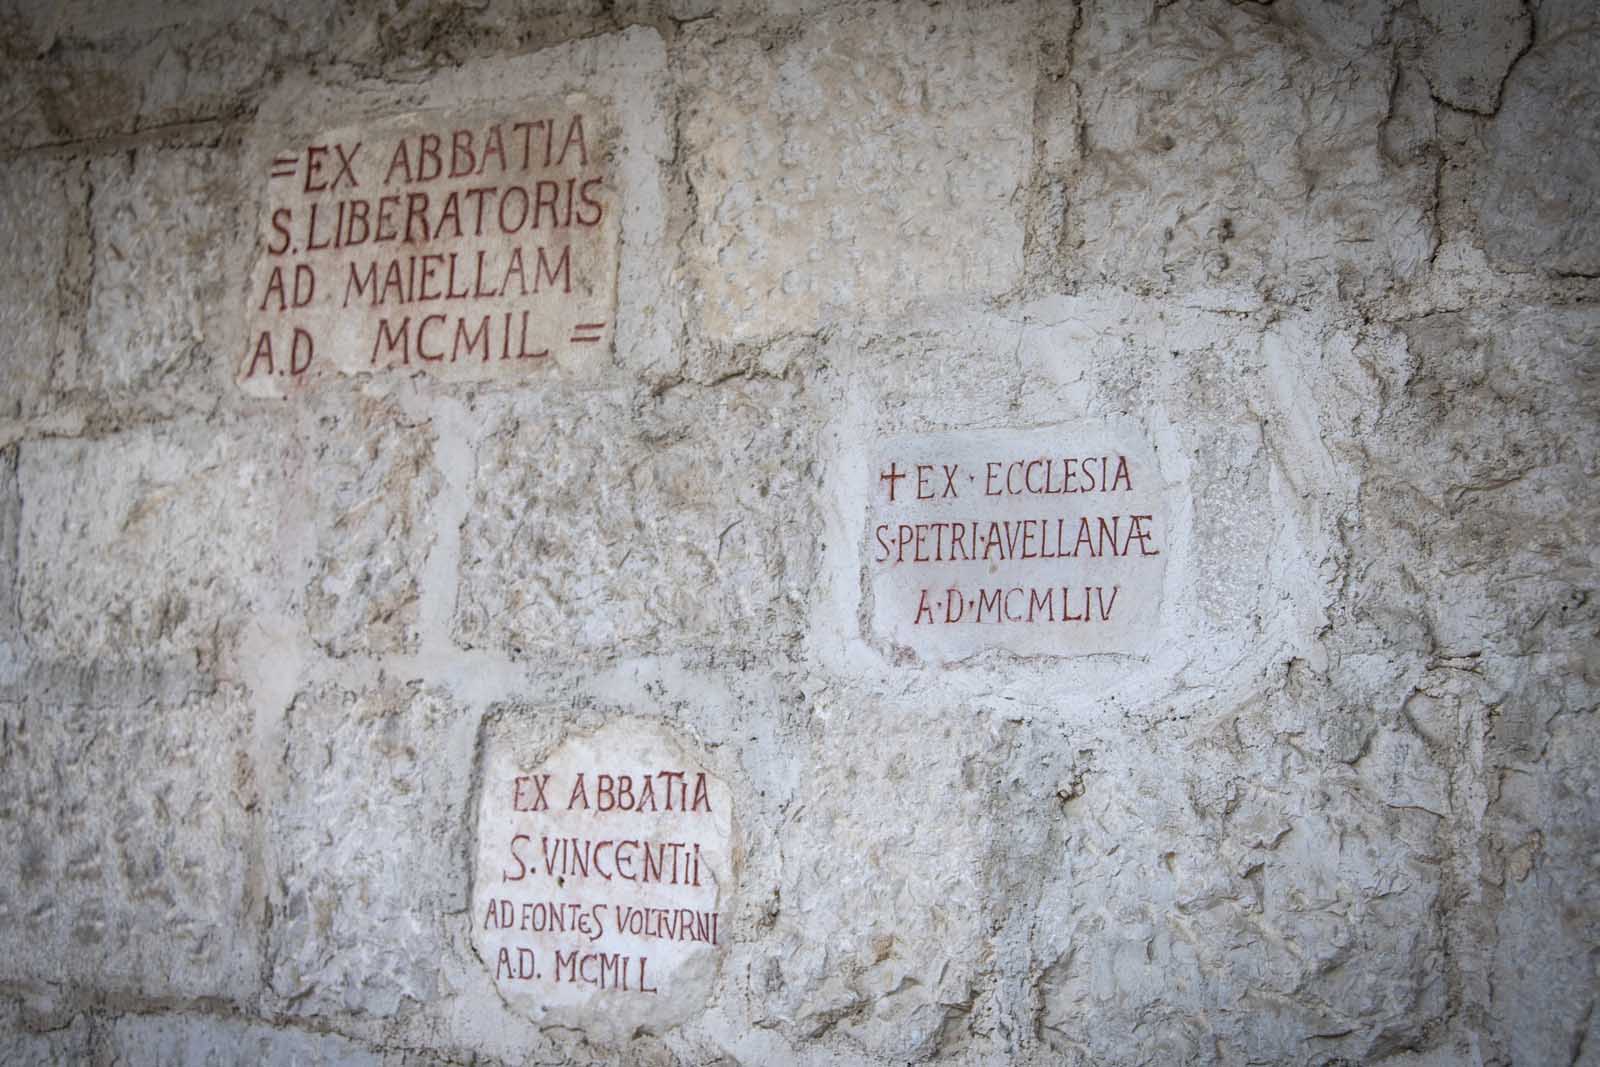 =EX ABBATIA
S.LIBERATORIS
AD MAIELLAM
A.D. MCMIL =
✝EX·ECCLESIA
S·PETRI·AVELLANÆ
A·D·MCMLIV
EX ABBATIA
S.VINCENTII
AD FONTES VOLTVRNI
A.D. MCMIL